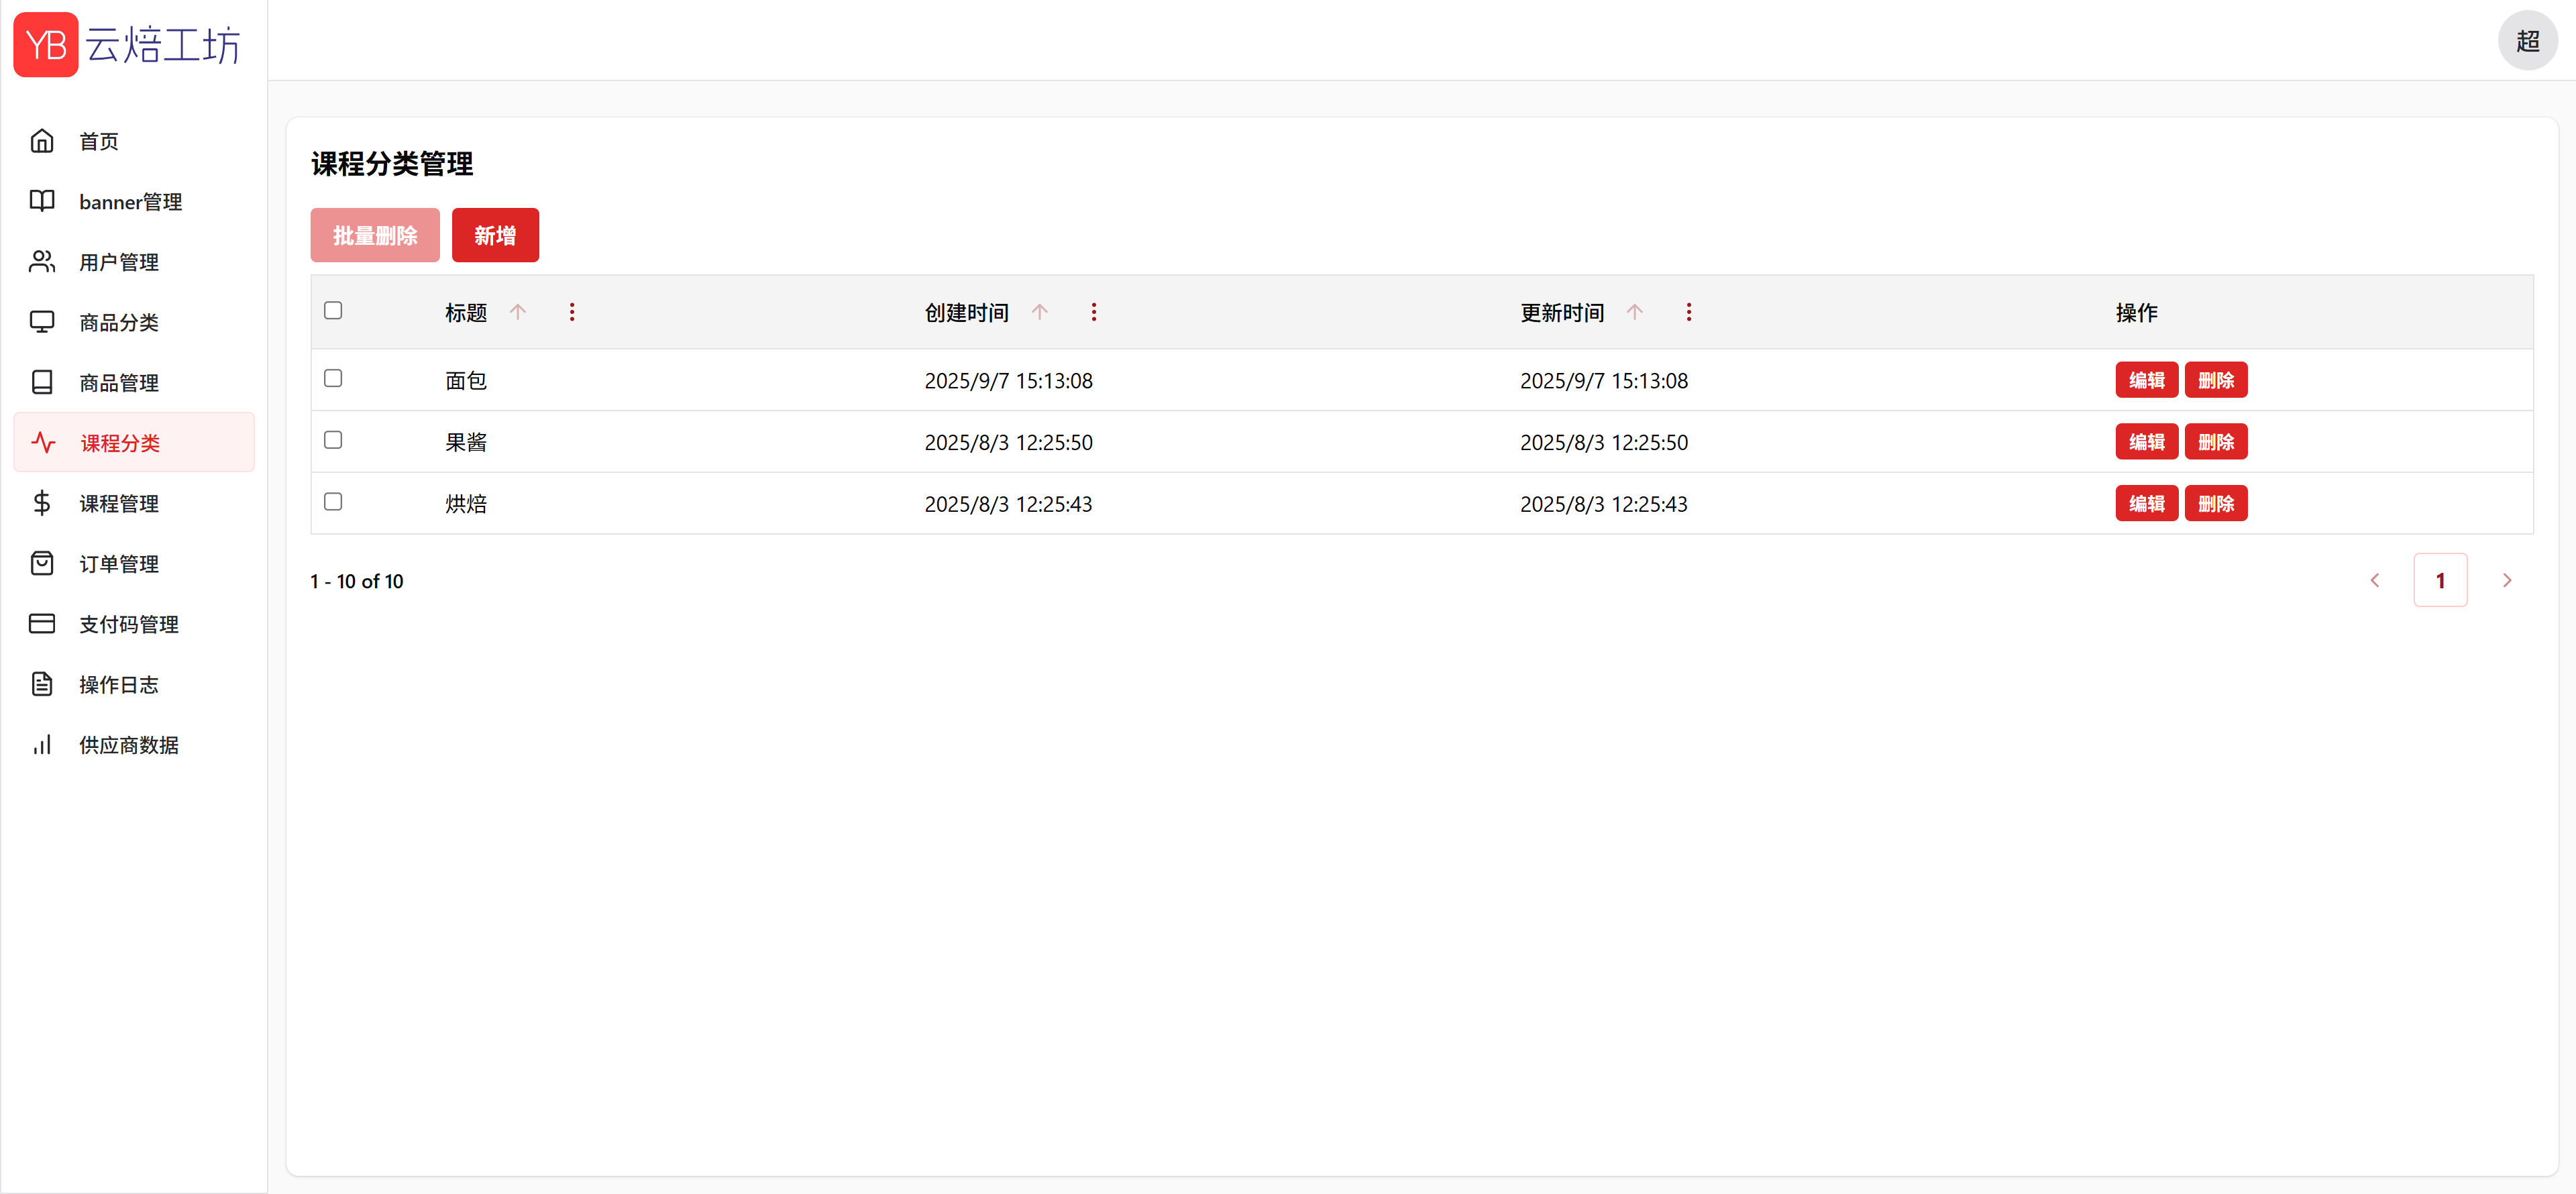 YB 云焙工坊
超
首页
banner管理
用户管理
商品分类
商品管理
课程分类
课程管理
订单管理
支付码管理
操作日志
供应商数据
课程分类管理
批量删除 新增
标题 创建时间 更新时间 操作
面包 2025/9/7 15:13:08 2025/9/7 15:13:08 编辑 删除
果酱 2025/8/3 12:25:50 2025/8/3 12:25:50 编辑 删除
烘焙 2025/8/3 12:25:43 2025/8/3 12:25:43 编辑 删除
1 - 10 of 10 1